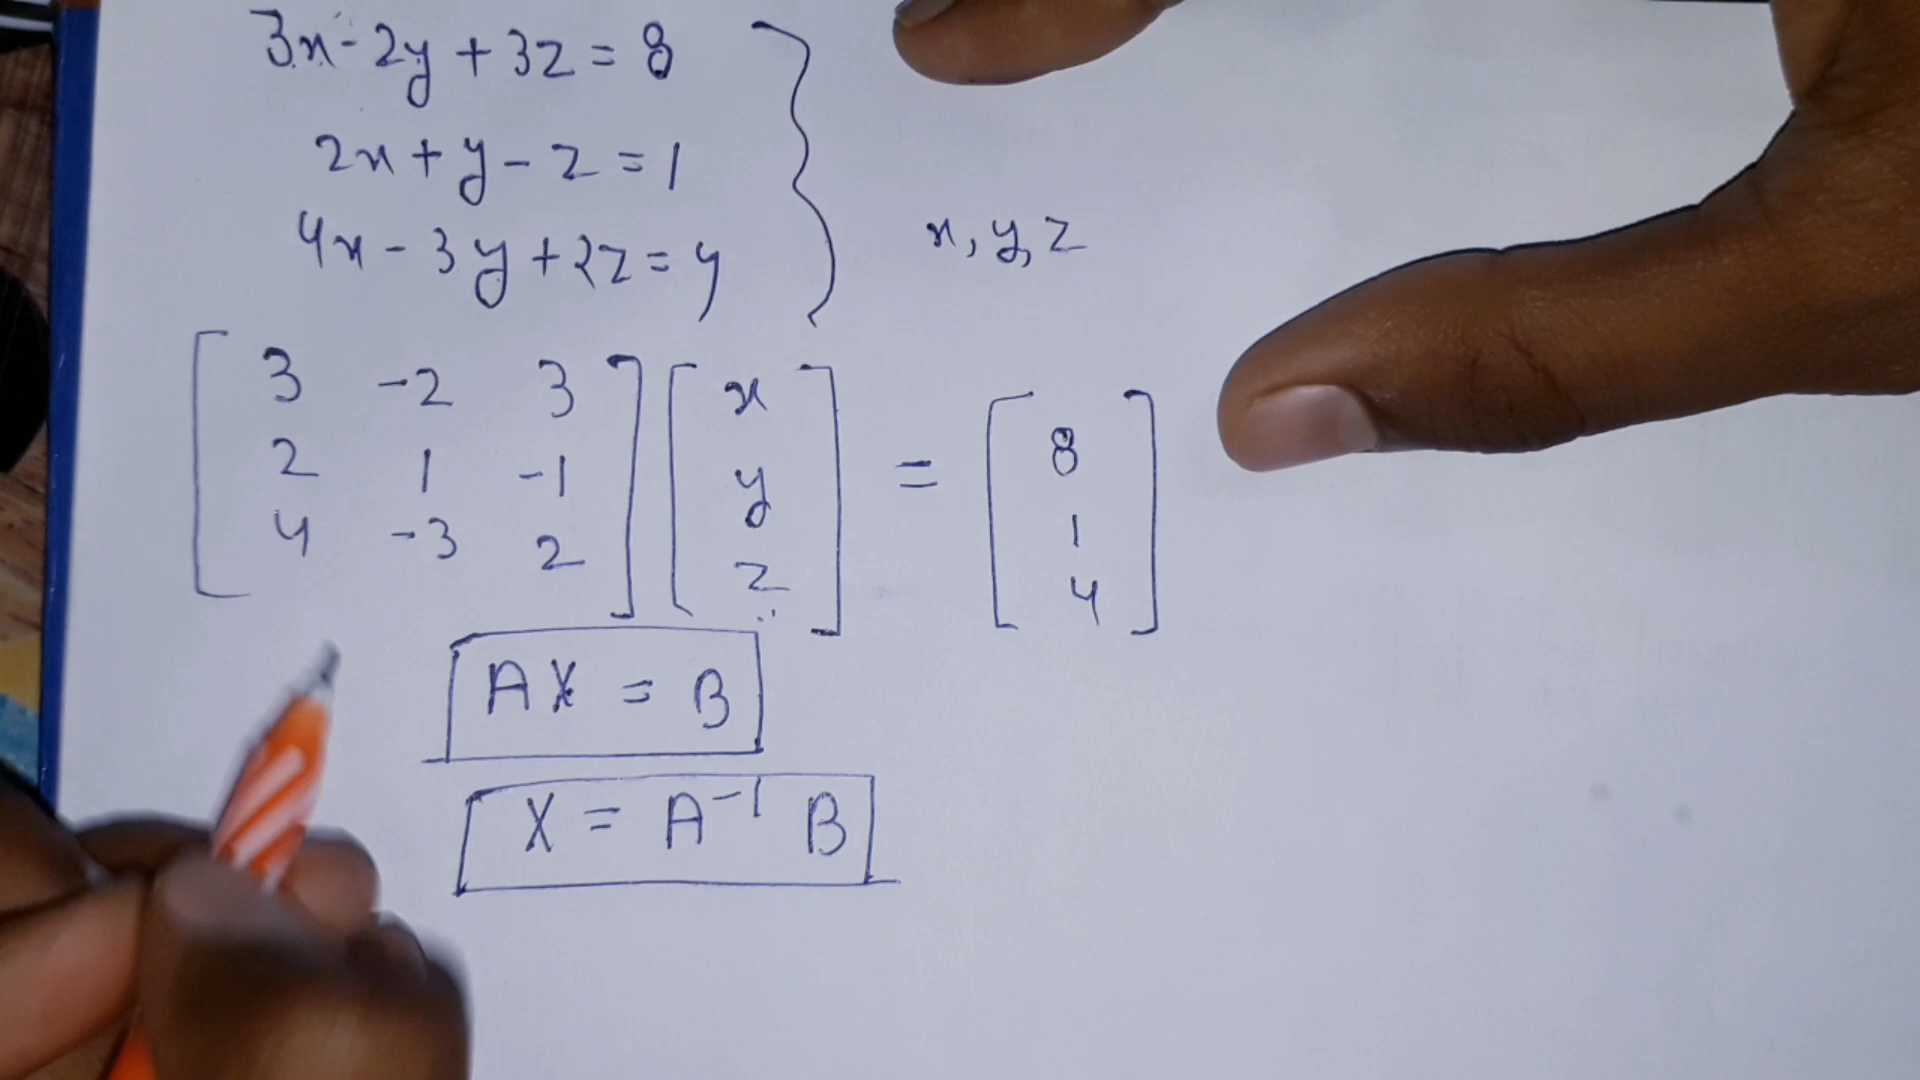 3x - 2y + 3z = 8
2x + y - z = 1
4x - 3y + 2z = 4
x, y, z
[ 3 -2 3 ] [ x ] [ 8 ]
[ 2 1 -1 ] [ y ] = [ 1 ]
[ 4 -3 2 ] [ z ] [ 4 ]
AX = B
X = A⁻¹ B